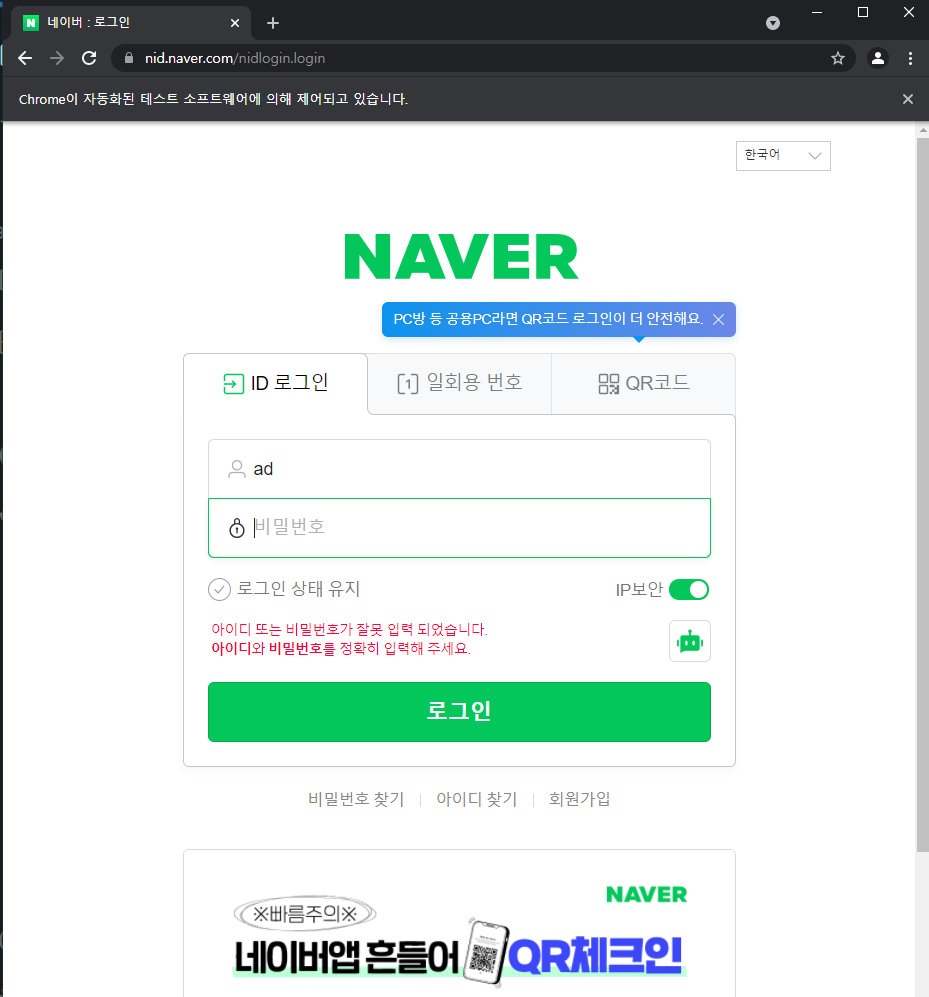 네이버 : 로그인
nid.naver.com/nidlogin.login
Chrome이 자동화된 테스트 소프트웨어에 의해 제어되고 있습니다.
한국어
NAVER
PC방 등 공용PC라면 QR코드 로그인이 더 안전해요.
ID 로그인
1 일회용 번호
QR코드
ad
비밀번호
로그인 상태 유지
IP보안
아이디 또는 비밀번호가 잘못 입력 되었습니다.
아이디와 비밀번호를 정확히 입력해 주세요.
로그인
비밀번호 찾기
아이디 찾기
회원가입
NAVER
※빠름주의※
네이버앱 흔들어 QR체크인